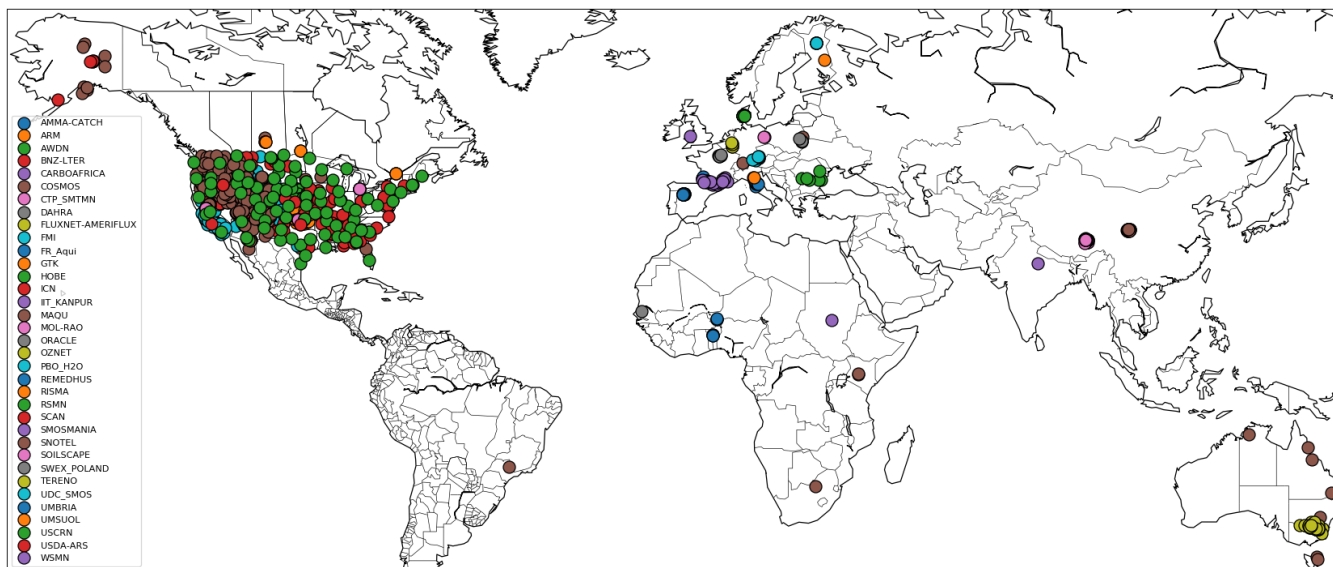 AMMA-CATCH
ARM
AWDN
BNZ-LTER
CARBOAFRICA
COSMOS
CTP_SMTMN
DAHRA
FLUXNET-AMERIFLUX
FMI
FR_Aqui
GTK
HOBE
ICN
IIT_KANPUR
MAQU
MOL-RAO
ORACLE
OZNET
PBO_H2O
REMEDHUS
RISMA
RSMN
SCAN
SMOSMANIA
SNOTEL
SOILSCAPE
SWEX_POLAND
TERENO
UDC_SMOS
UMBRIA
UMSUOL
USCRN
USDA-ARS
WSMN